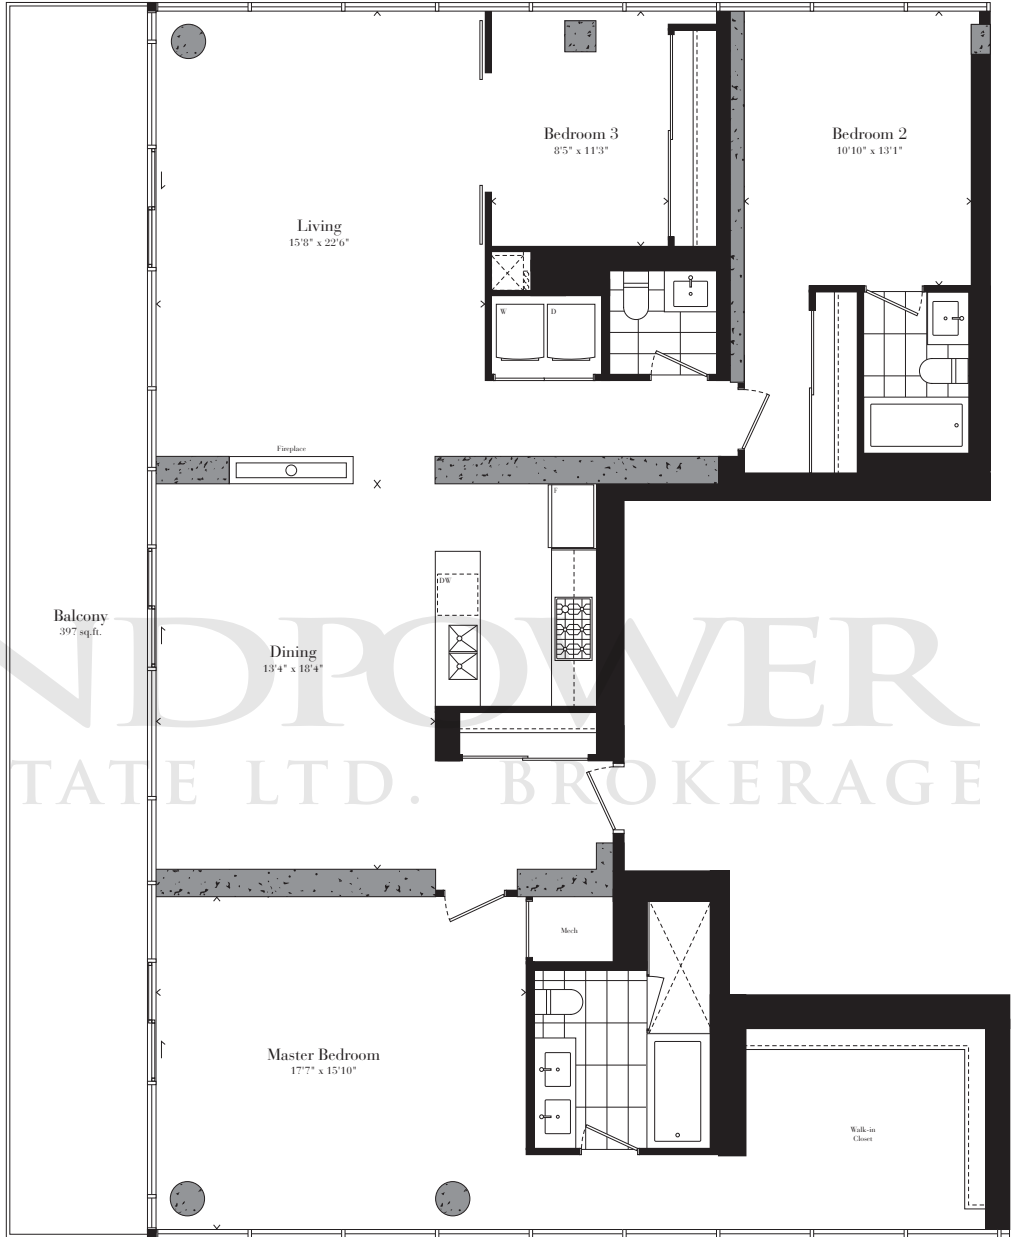 Bedroom 3
8'5" x 11'3"
Bedroom 2
10'10" x 13'1"
Living
15'8" x 22'6"
W
D
Fireplace
F
DW
Balcony
397 sq.ft.
NDPOWER
Dining
13'4" x 18'4"
TATE LTD. BROKERAGE
Mech
Master Bedroom
17'7" x 15'10"
Walk-in
Closet